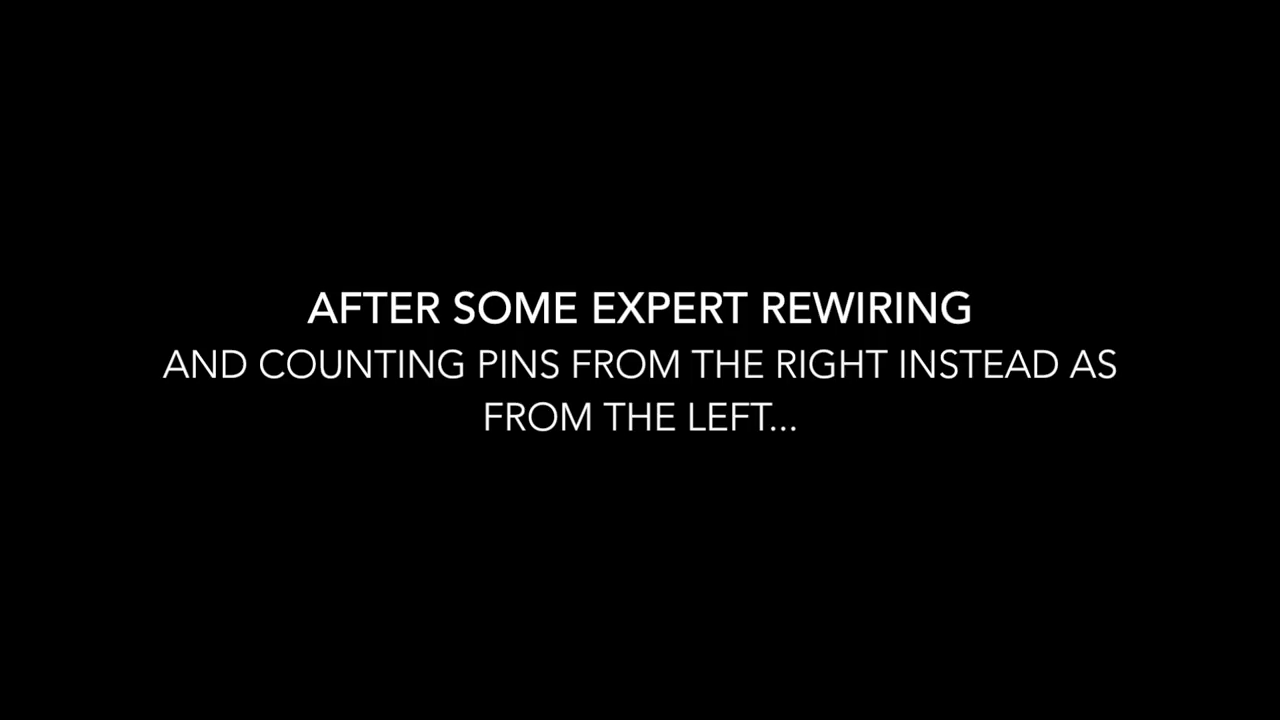 AFTER SOME EXPERT REWIRING
AND COUNTING PINS FROM THE RIGHT INSTEAD AS
FROM THE LEFT...